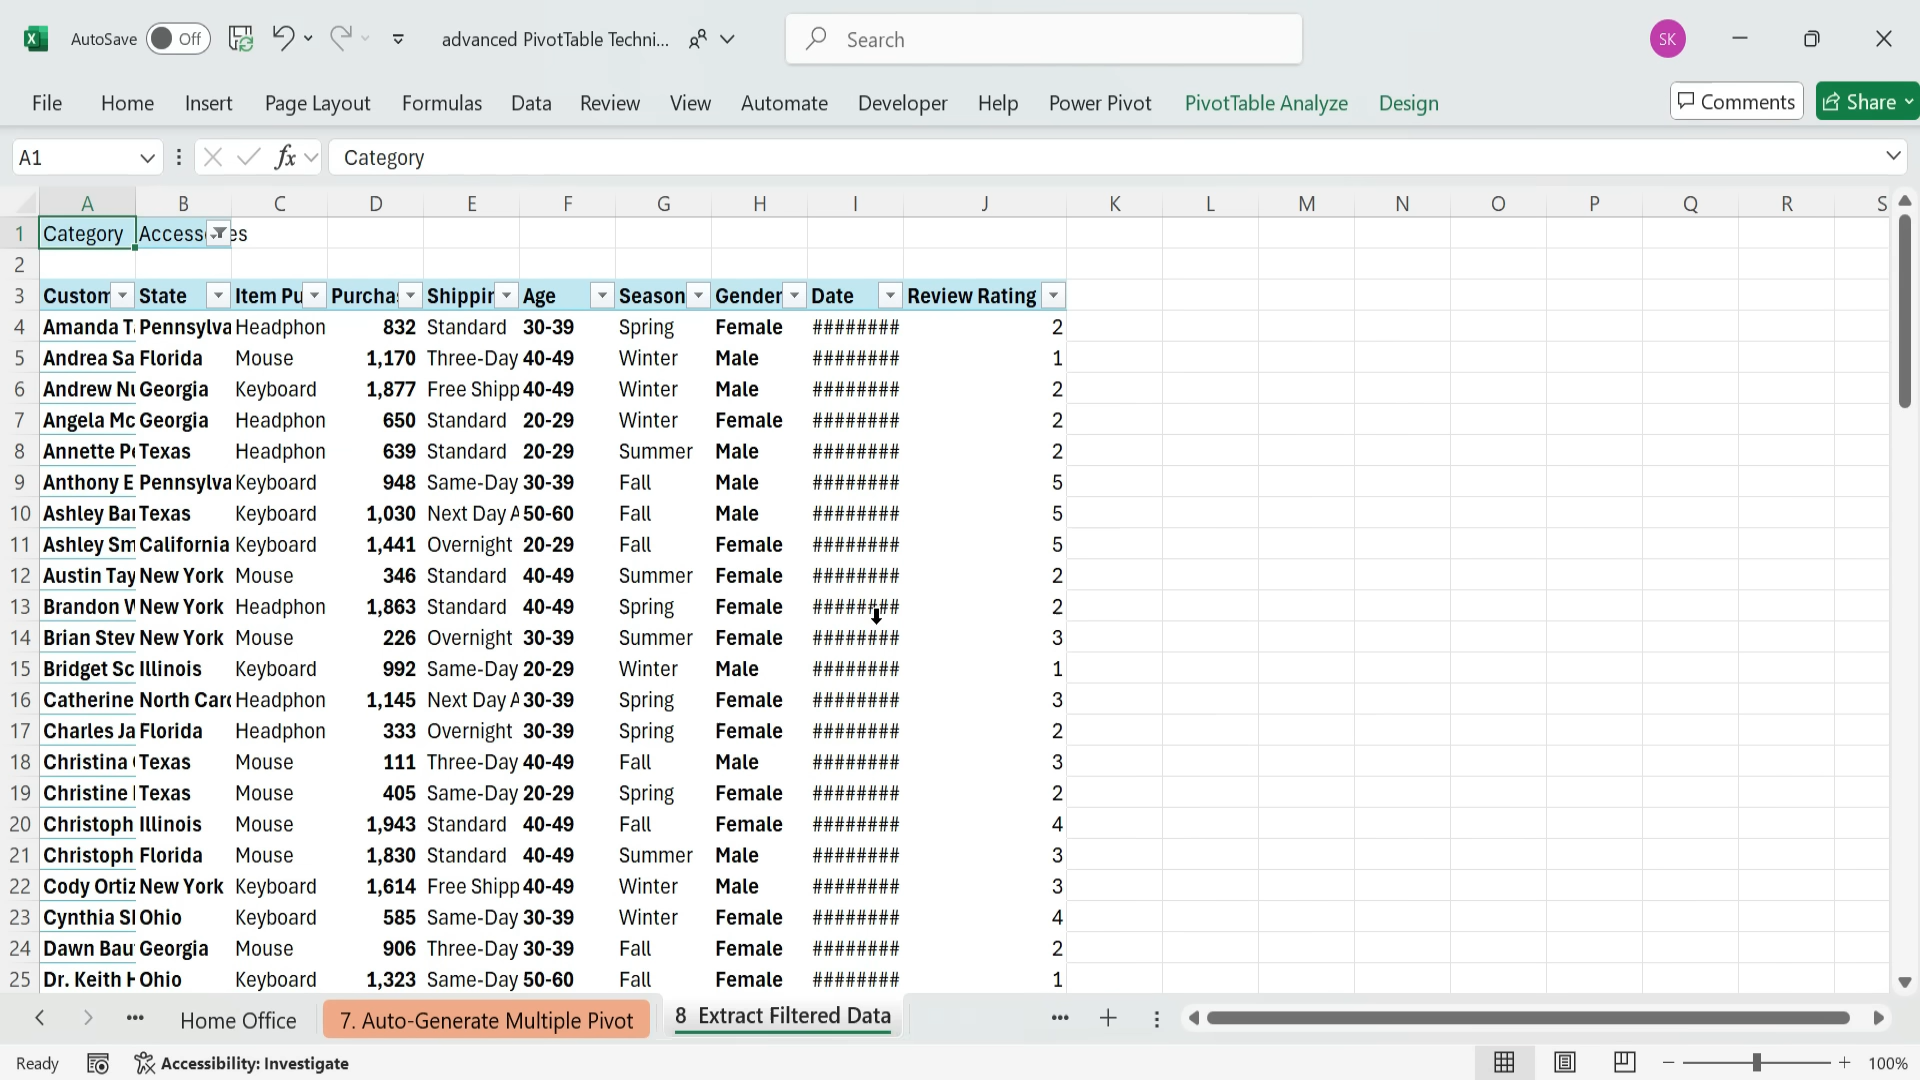 AutoSave Off advanced PivotTable Techni... Search SK
File Home Insert Page Layout Formulas Data Review View Automate Developer Help Power Pivot PivotTable Analyze Design Comments Share
A1 fx Category
A B C D E F G H I J K L M N O P Q R S
1 Category Accessories
2
3 Custom State Item Pu Purcha Shippin Age Season Gender Date Review Rating
4 Amanda T Pennsylva Headphon 832 Standard 30-39 Spring Female ######## 2
5 Andrea Sa Florida Mouse 1,170 Three-Day 40-49 Winter Male ######## 1
6 Andrew Nu Georgia Keyboard 1,877 Free Shipp 40-49 Winter Male ######## 2
7 Angela Mc Georgia Headphon 650 Standard 20-29 Winter Female ######## 2
8 Annette Pe Texas Headphon 639 Standard 20-29 Summer Male ######## 2
9 Anthony E Pennsylva Keyboard 948 Same-Day 30-39 Fall Male ######## 5
10 Ashley Bar Texas Keyboard 1,030 Next Day A 50-60 Fall Male ######## 5
11 Ashley Sm California Keyboard 1,441 Overnight 20-29 Fall Female ######## 5
12 Austin Tay New York Mouse 346 Standard 40-49 Summer Female ######## 2
13 Brandon W New York Headphon 1,863 Standard 40-49 Spring Female ######## 2
14 Brian Stev New York Mouse 226 Overnight 30-39 Summer Female ######## 3
15 Bridget Sc Illinois Keyboard 992 Same-Day 20-29 Winter Male ######## 1
16 Catherine North Caro Headphon 1,145 Next Day A 30-39 Spring Female ######## 3
17 Charles Ja Florida Headphon 333 Overnight 30-39 Spring Female ######## 2
18 Christina Texas Mouse 111 Three-Day 40-49 Fall Male ######## 3
19 Christine Texas Mouse 405 Same-Day 20-29 Spring Female ######## 2
20 Christoph Illinois Mouse 1,943 Standard 40-49 Fall Female ######## 4
21 Christoph Florida Mouse 1,830 Standard 40-49 Summer Male ######## 3
22 Cody Ortiz New York Keyboard 1,614 Free Shipp 40-49 Winter Male ######## 3
23 Cynthia Sl Ohio Keyboard 585 Same-Day 30-39 Winter Female ######## 4
24 Dawn Bau Georgia Mouse 906 Three-Day 30-39 Fall Female ######## 2
25 Dr. Keith H Ohio Keyboard 1,323 Same-Day 50-60 Fall Female ######## 1
Home Office 7. Auto-Generate Multiple Pivot 8 Extract Filtered Data
Ready Accessibility: Investigate 100%